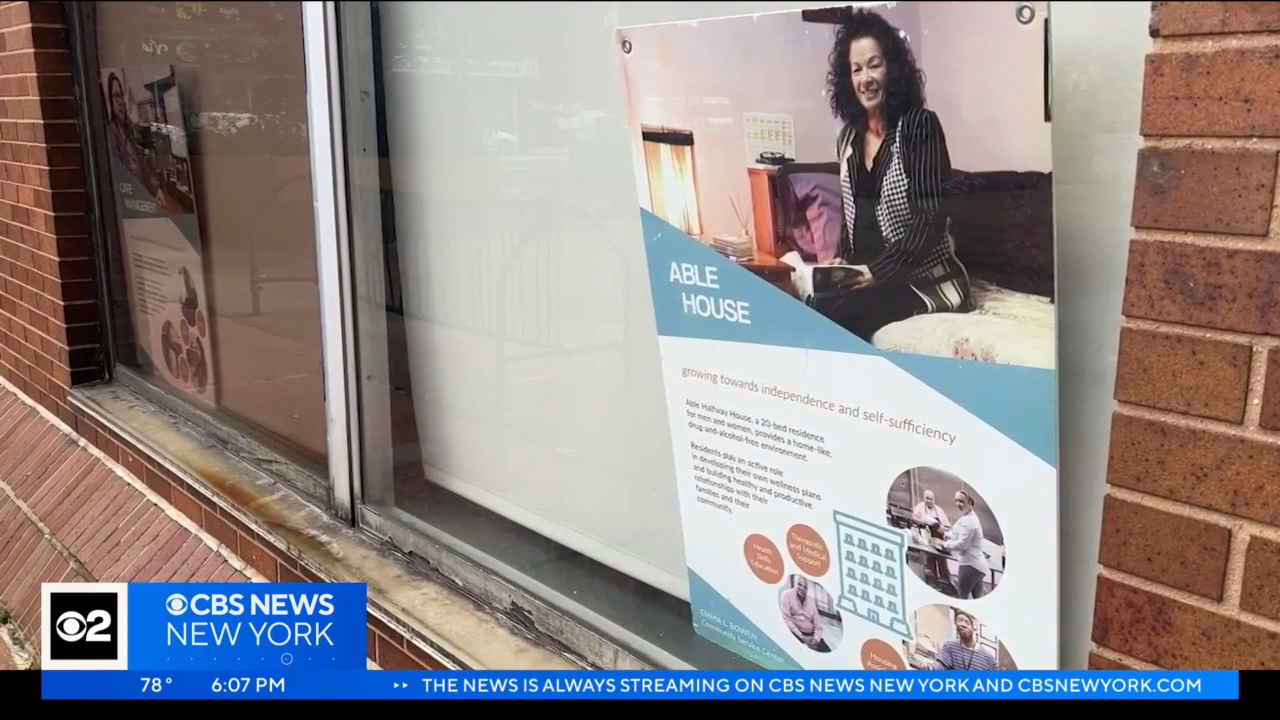 CARE
MANAGEMENT
ABLE
HOUSE
growing towards independence and self-sufficiency
Able Halfway House, a 20-bed residence
for men and women, provides a home-like,
drug-and-alcohol-free environment.
Residents play an active role
in developing their own wellness plans
and building healthy and productive
relationships with their
families and their
community.
Health
Skills
Education
Therapeutic
and Medical
Support
Housing
EMMA L. BOWEN
Community Service Center
2
CBS NEWS
NEW YORK
78° 6:07 PM THE NEWS IS ALWAYS STREAMING ON CBS NEWS NEW YORK AND CBSNEWYORK.COM